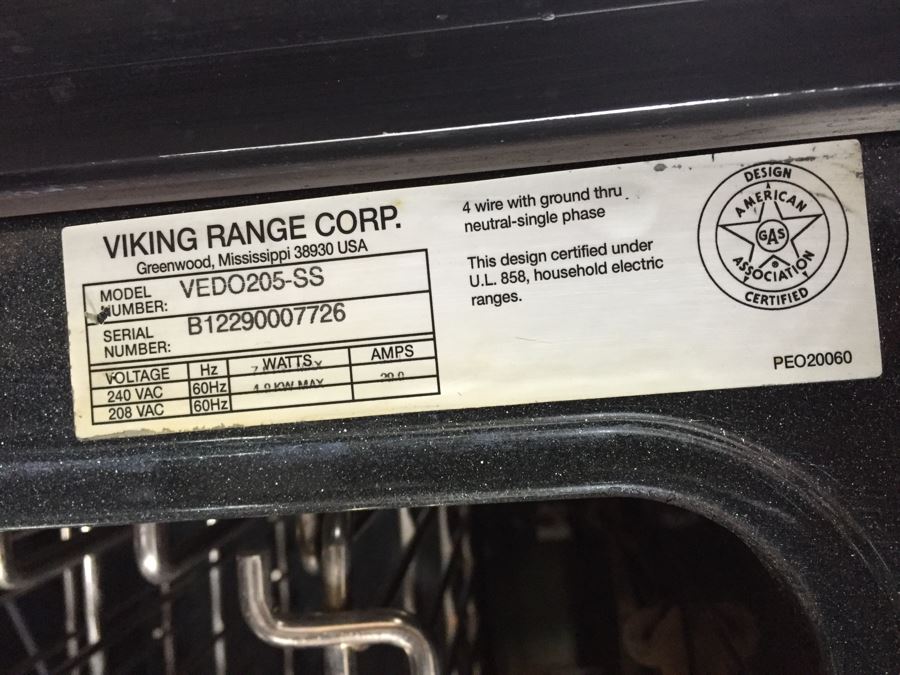 VIKING RANGE CORP.
Greenwood, Mississippi 38930 USA
MODEL NUMBER: VEDO205-SS
SERIAL NUMBER: B12290007726
VOLTAGE Hz WATTS AMPS
240 VAC 60Hz
208 VAC 60Hz
4 wire with ground thru
neutral-single phase
This design certified under
U.L. 858, household electric
ranges.
DESIGN
AMERICAN
GAS
ASSOCIATION
®
CERTIFIED
PEO20060